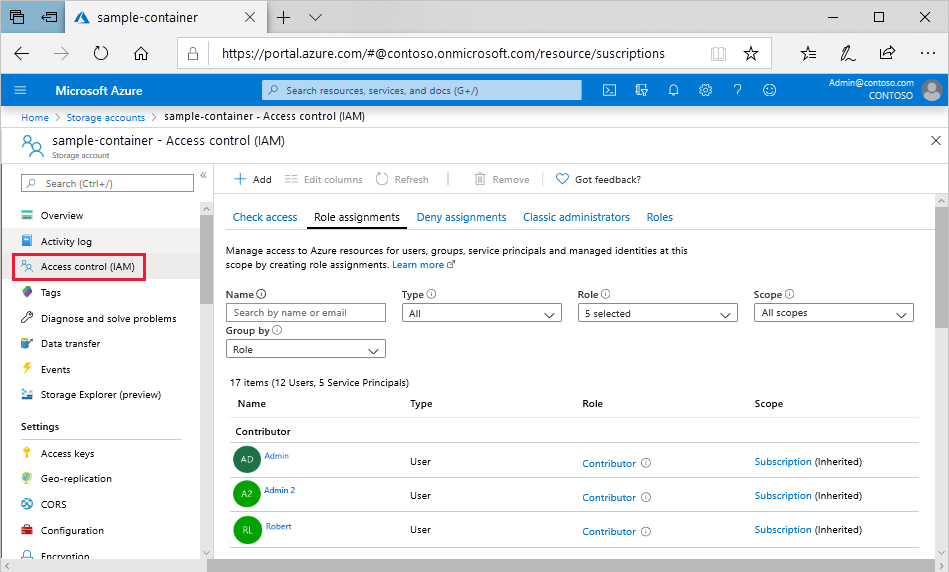 sample-container
https://portal.azure.com/#@contoso.onmicrosoft.com/resource/suscriptions
Microsoft Azure
Search resources, services, and docs (G+/)
Admin@contoso.com
CONTOSO
Home > Storage accounts > sample-container - Access control (IAM)
sample-container - Access control (IAM)
Storage account
Search (Ctrl+/)
Overview
Activity log
Access control (IAM)
Tags
Diagnose and solve problems
Data transfer
Events
Storage Explorer (preview)
Settings
Access keys
Geo-replication
CORS
Configuration
Encryption
Add Edit columns Refresh Remove Got feedback?
Check access Role assignments Deny assignments Classic administrators Roles
Manage access to Azure resources for users, groups, service principals and managed identities at this
scope by creating role assignments. Learn more
Name Type Role Scope
Search by name or email All 5 selected All scopes
Group by
Role
17 items (12 Users, 5 Service Principals)
Name Type Role Scope
Contributor
AD Admin User Contributor Subscription (Inherited)
A2 Admin 2 User Contributor Subscription (Inherited)
RL Robert User Contributor Subscription (Inherited)